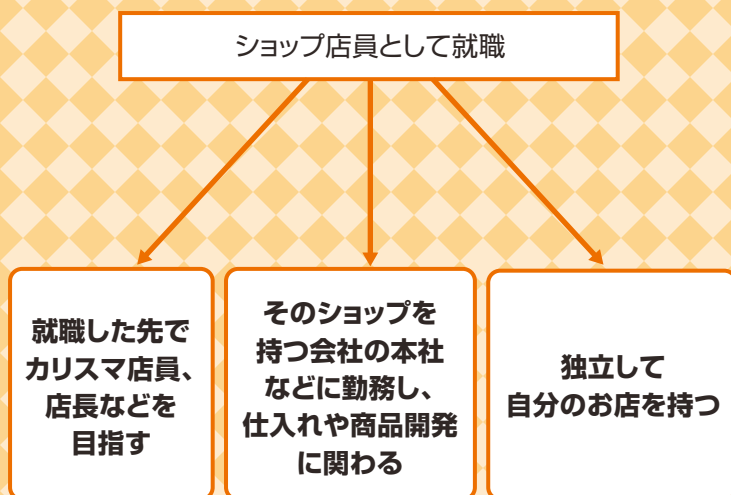 ショップ店員として就職
就職した先で
カリスマ店員、
店長などを
目指す
そのショップを
持つ会社の本社
などに勤務し、
仕入れや商品開発
に関わる
独立して
自分のお店を持つ